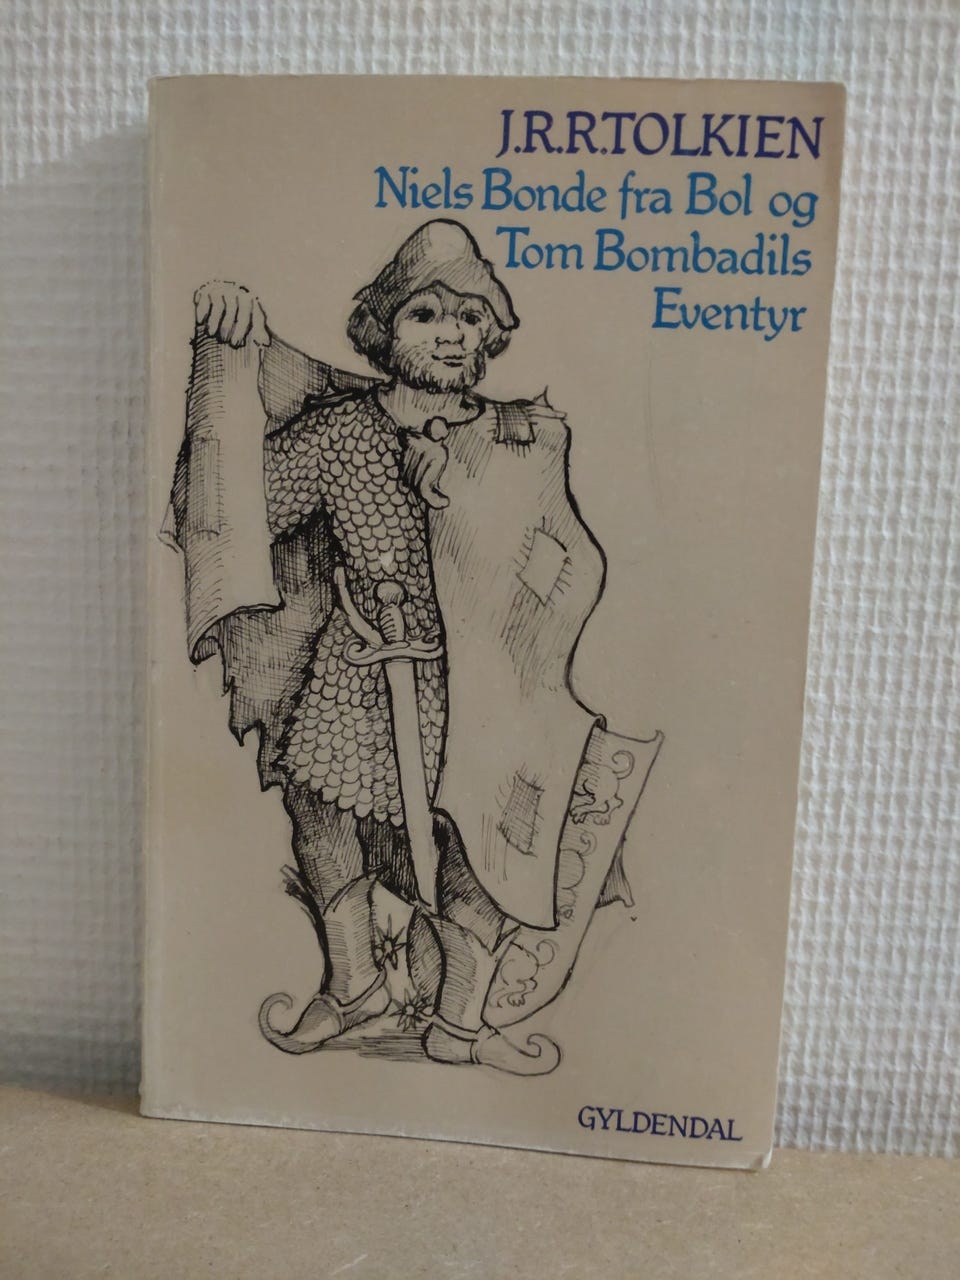 J.R.R.TOLKIEN
Niels Bonde fra Bol og
Tom Bombadils
Eventyr
GYLDENDAL